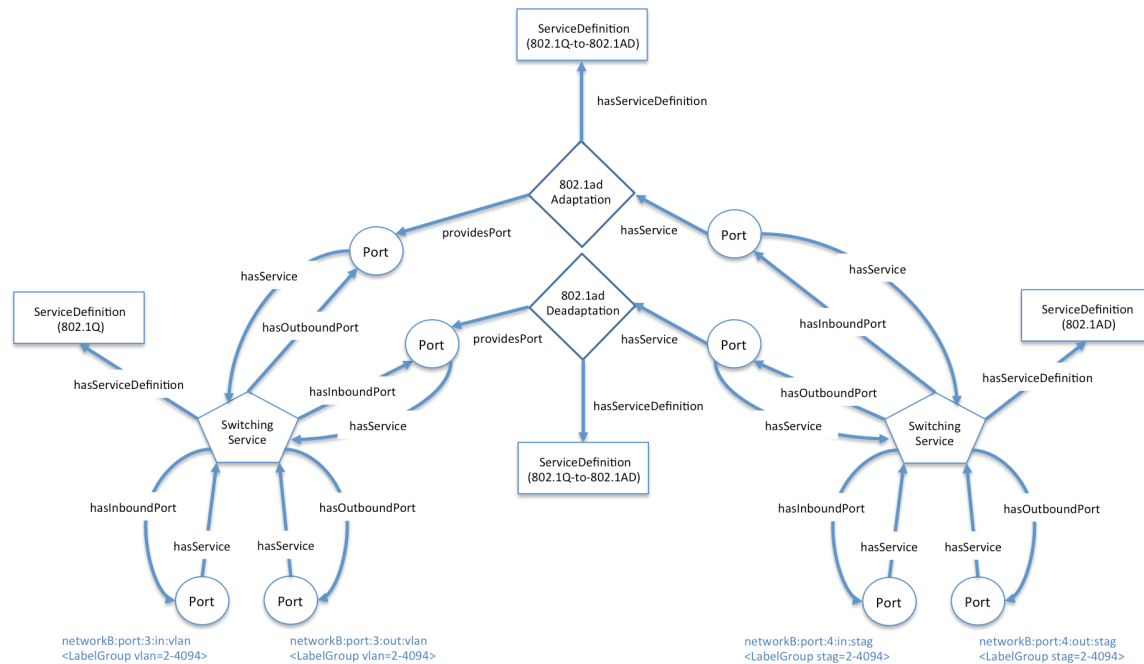 ServiceDefinition
(802.1Q-to-802.1AD)
hasServiceDefinition
802.1ad
Adaptation
providesPort
hasService
Port
Port
hasService
hasService
802.1ad
Deadaptation
ServiceDefinition
(802.1Q)
ServiceDefinition
(802.1AD)
hasOutboundPort
hasInboundPort
Port
providesPort
hasService
Port
hasServiceDefinition
hasServiceDefinition
hasInboundPort
hasOutboundPort
hasServiceDefinition
Switching
Service
hasService
hasService
Switching
Service
ServiceDefinition
(802.1Q-to-802.1AD)
hasInboundPort
hasOutboundPort
hasInboundPort
hasOutboundPort
hasService
hasService
hasService
hasService
Port
Port
Port
Port
networkB:port:3:in:vlan
<LabelGroup vlan=2-4094>
networkB:port:3:out:vlan
<LabelGroup vlan=2-4094>
networkB:port:4:in:stag
<LabelGroup stag=2-4094>
networkB:port:4:out:stag
<LabelGroup stag=2-4094>